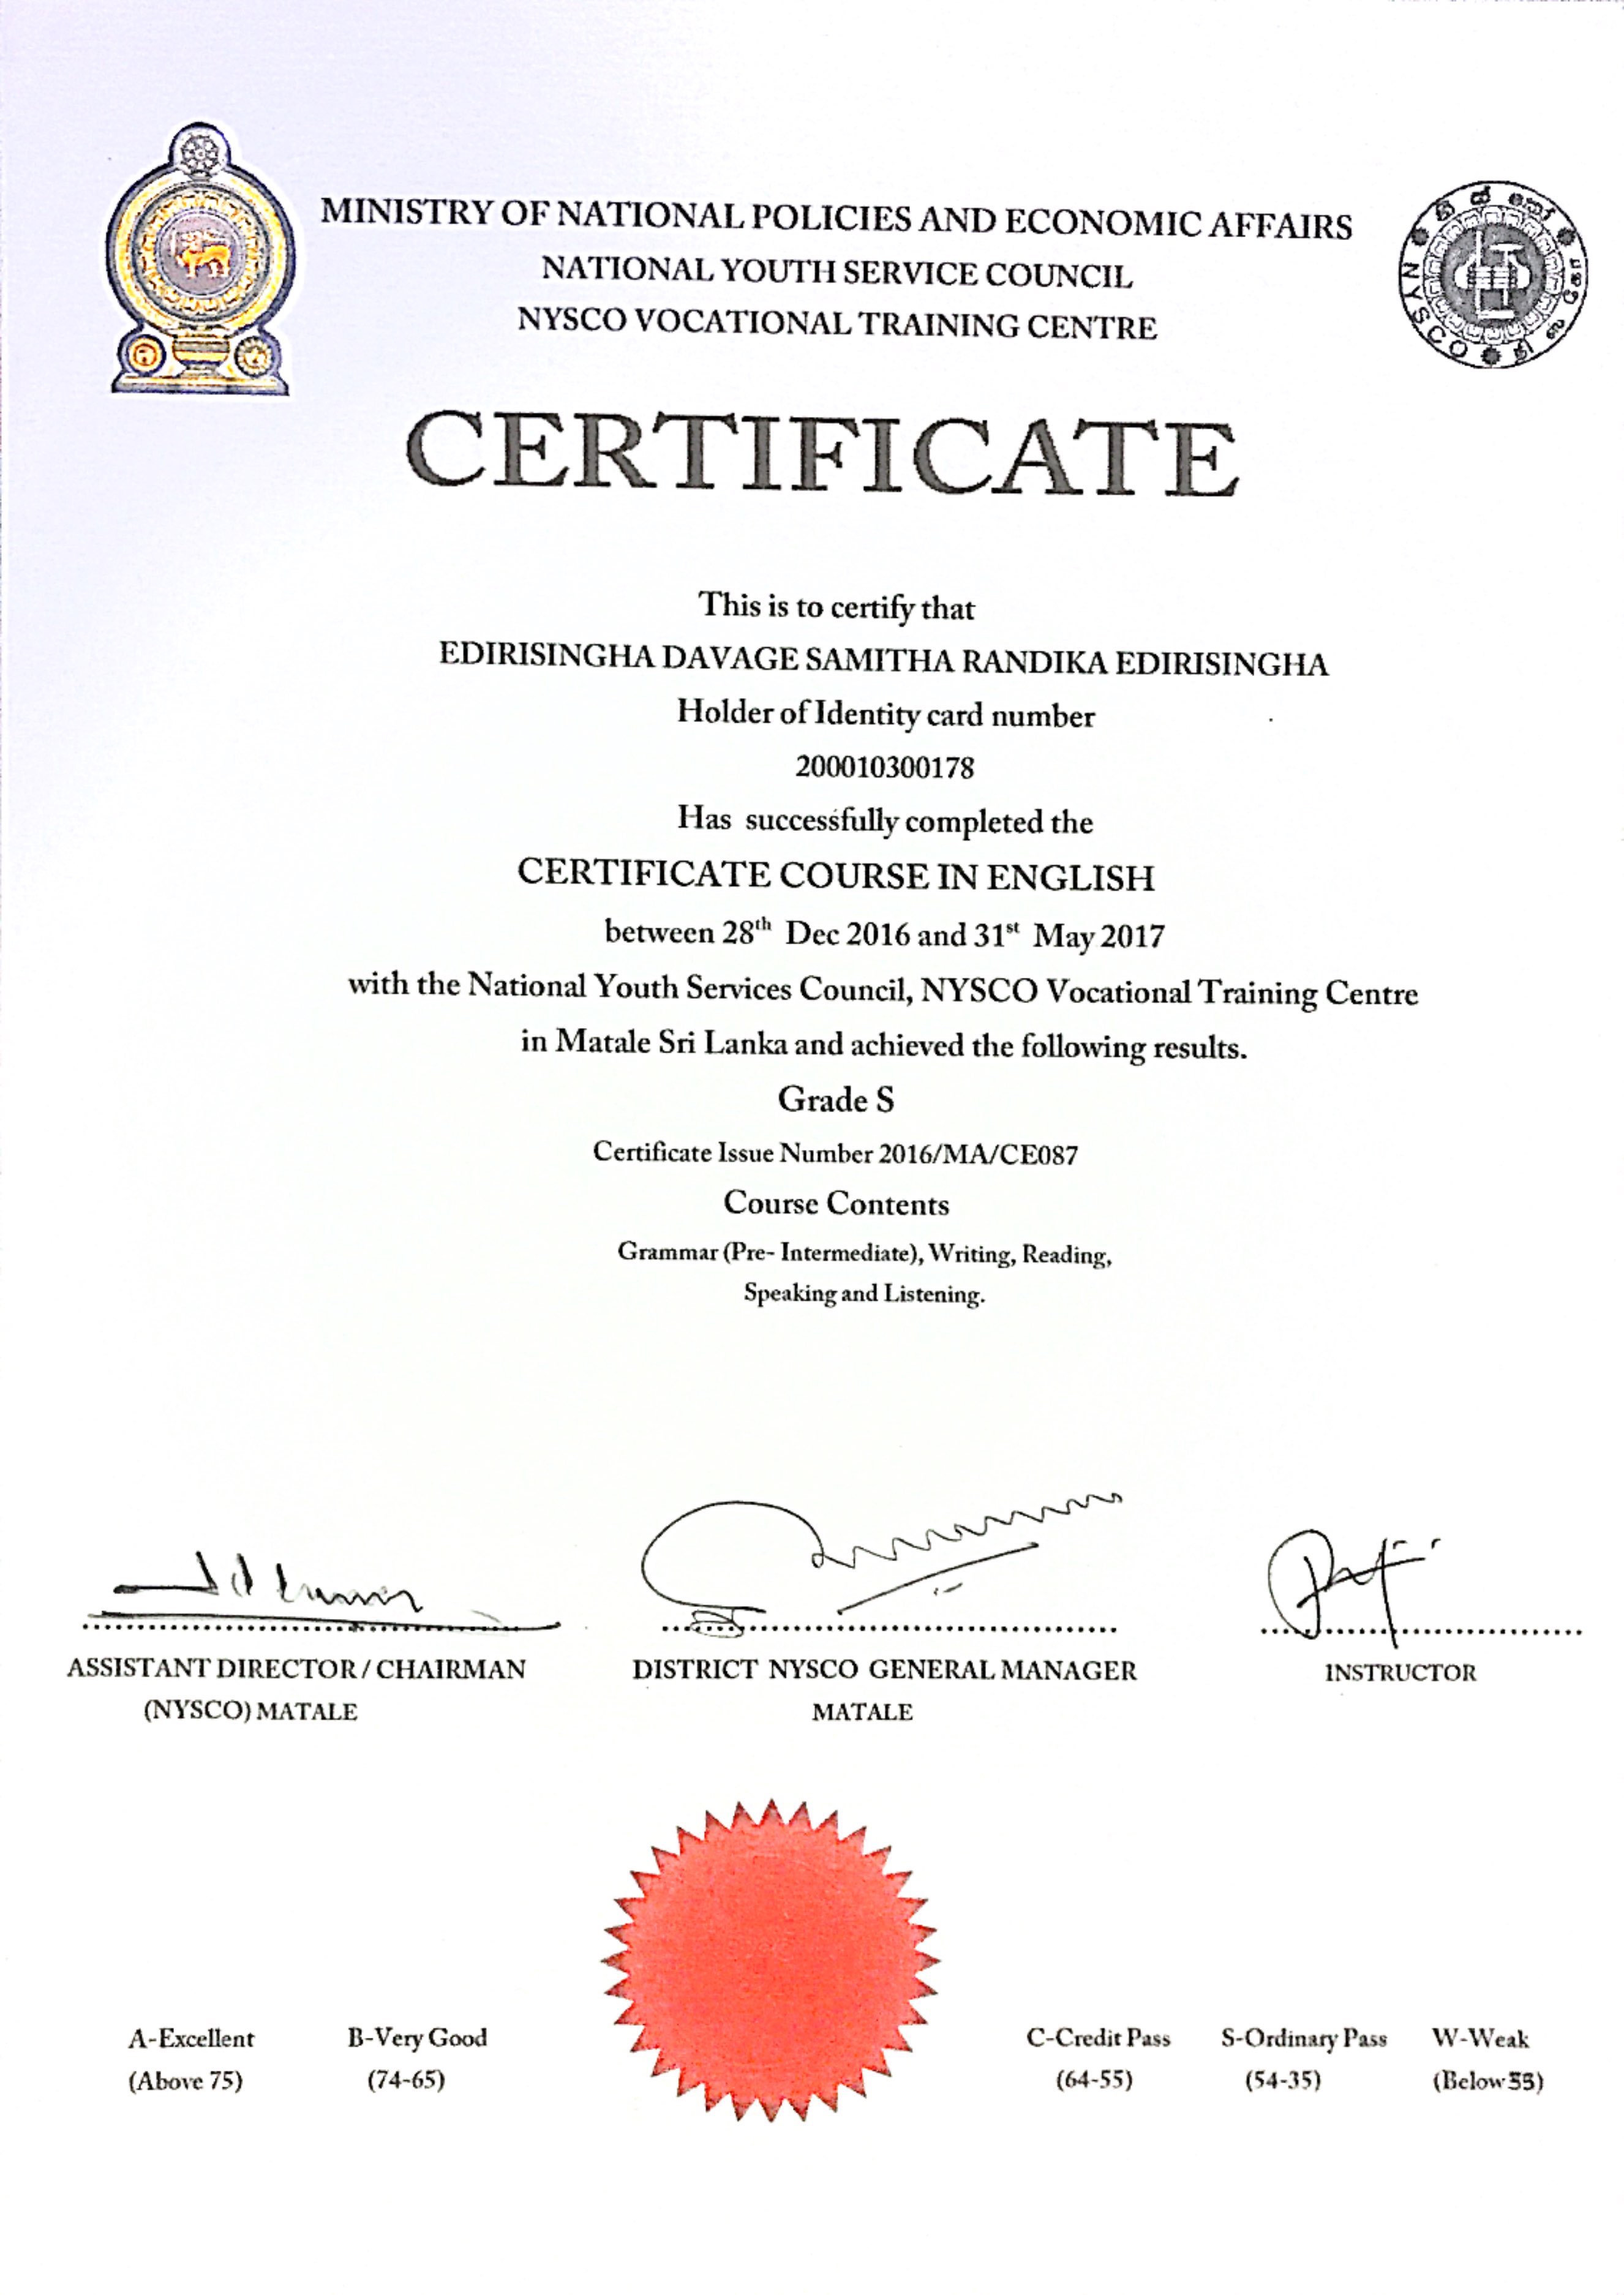 MINISTRY OF NATIONAL POLICIES AND ECONOMIC AFFAIRS
NATIONAL YOUTH SERVICE COUNCIL
NYSCO VOCATIONAL TRAINING CENTRE
NYSCO
CERTIFICATE
This is to certify that
EDIRISINGHA DAVAGE SAMITHA RANDIKA EDIRISINGHA
Holder of Identity card number
200010300178
Has successfully completed the
CERTIFICATE COURSE IN ENGLISH
between 28th Dec 2016 and 31st May 2017
with the National Youth Services Council, NYSCO Vocational Training Centre
in Matale Sri Lanka and achieved the following results.
Grade S
Certificate Issue Number 2016/MA/CE087
Course Contents
Grammar (Pre- Intermediate), Writing, Reading,
Speaking and Listening.
ASSISTANT DIRECTOR / CHAIRMAN
(NYSCO) MATALE
DISTRICT NYSCO GENERAL MANAGER
MATALE
INSTRUCTOR
A-Excellent
(Above 75)
B-Very Good
(74-65)
C-Credit Pass
(64-55)
S-Ordinary Pass
(54-35)
W-Weak
(Below 35)